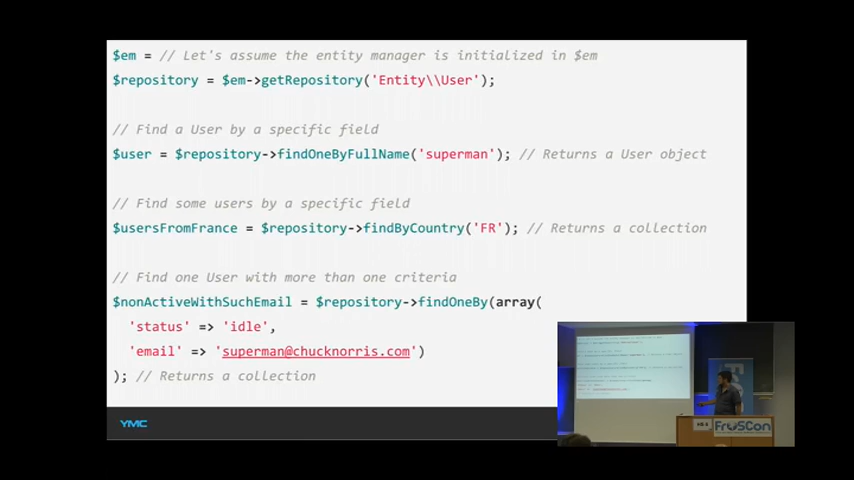 $em = // Let's assume the entity manager is initialized in $em
$repository = $em->getRepository('Entity\\User');
// Find a User by a specific field
$user = $repository->findOneByFullName('superman'); // Returns a User object
// Find some users by a specific field
$usersFromFrance = $repository->findByCountry('FR'); // Returns a collection
// Find one User with more than one criteria
$nonActiveWithSuchEmail = $repository->findOneBy(array(
'status' => 'idle',
'email' => 'superman@chucknorris.com')
); // Returns a collection
YMC
FrOSCon